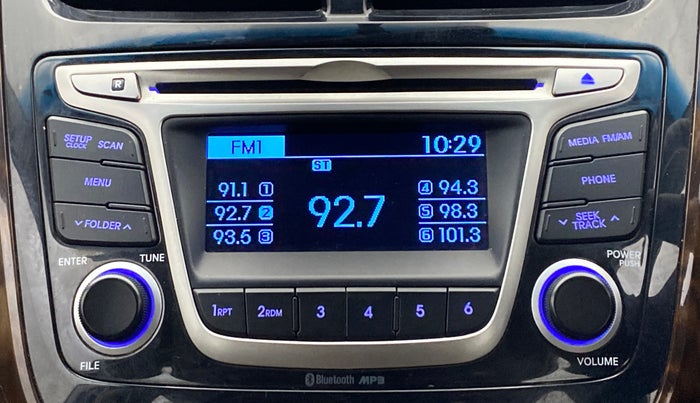 R
SETUP
CLOCK
SCAN
MENU
FOLDER
ENTER
TUNE
FILE
FM1
10:29
ST
91.1 1
92.7 2
93.5 3
92.7
4 94.3
5 98.3
6 101.3
1RPT
2RDM
3
4
5
6
MEDIA FM/AM
PHONE
SEEK
TRACK
POWER
PUSH
VOLUME
Bluetooth MP3